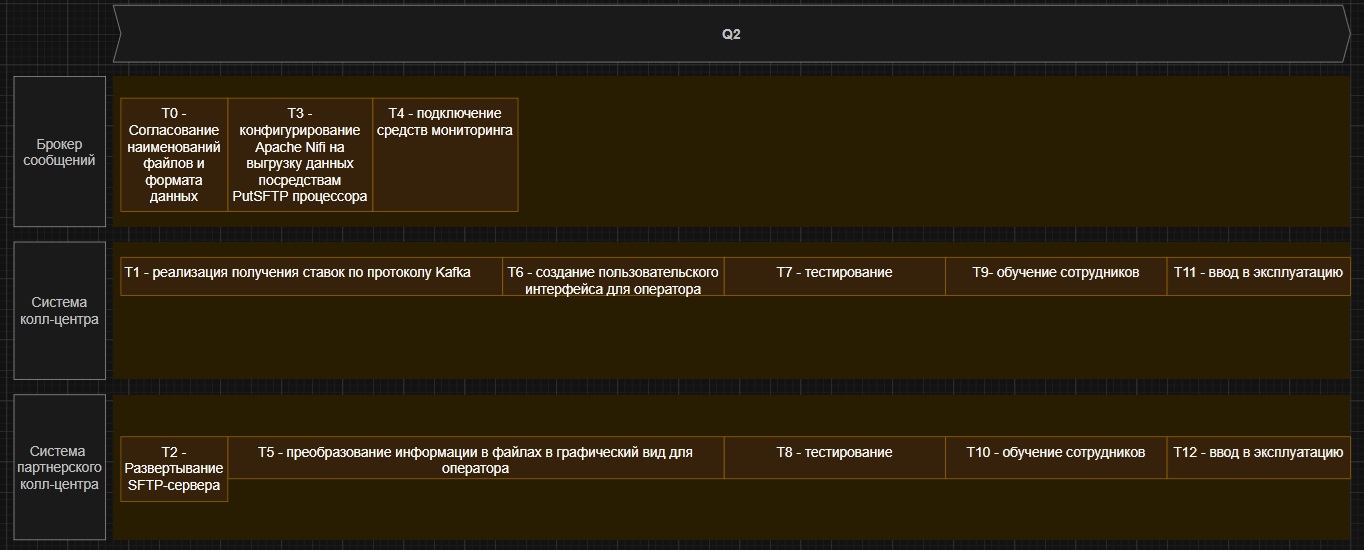 Q2
Брокер
сообщений
T0 -
Согласование
наименований
файлов и
формата
данных
T3 -
конфигурирование
Apache Nifi на
выгрузку данных
посредствам
PutSFTP процессора
T4 - подключение
средств мониторинга
Система
колл-центра
T1 - реализация получения ставок по протоколу Kafka
T6 - создание пользовательского
интерфейса для оператора
T7 - тестирование
T9- обучение сотрудников
T11 - ввод в эксплуатацию
Система
партнерского
колл-центра
T2 -
Развертывание
SFTP-сервера
T5 - преобразование информации в файлах в графический вид для
оператора
T8 - тестирование
T10 - обучение сотрудников
T12 - ввод в эксплуатацию